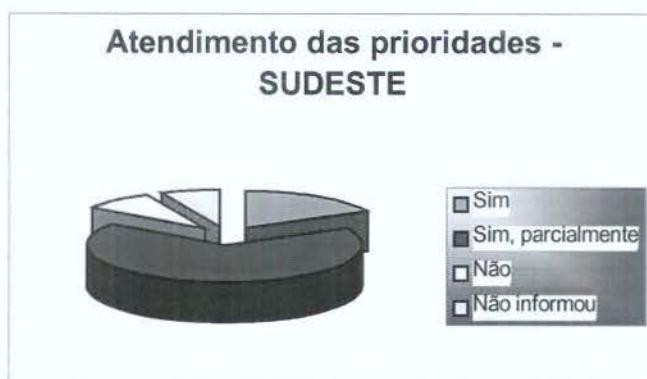 Atendimento das prioridades -
SUDESTE
Sim
Sim, parcialmente
Não
Não informou